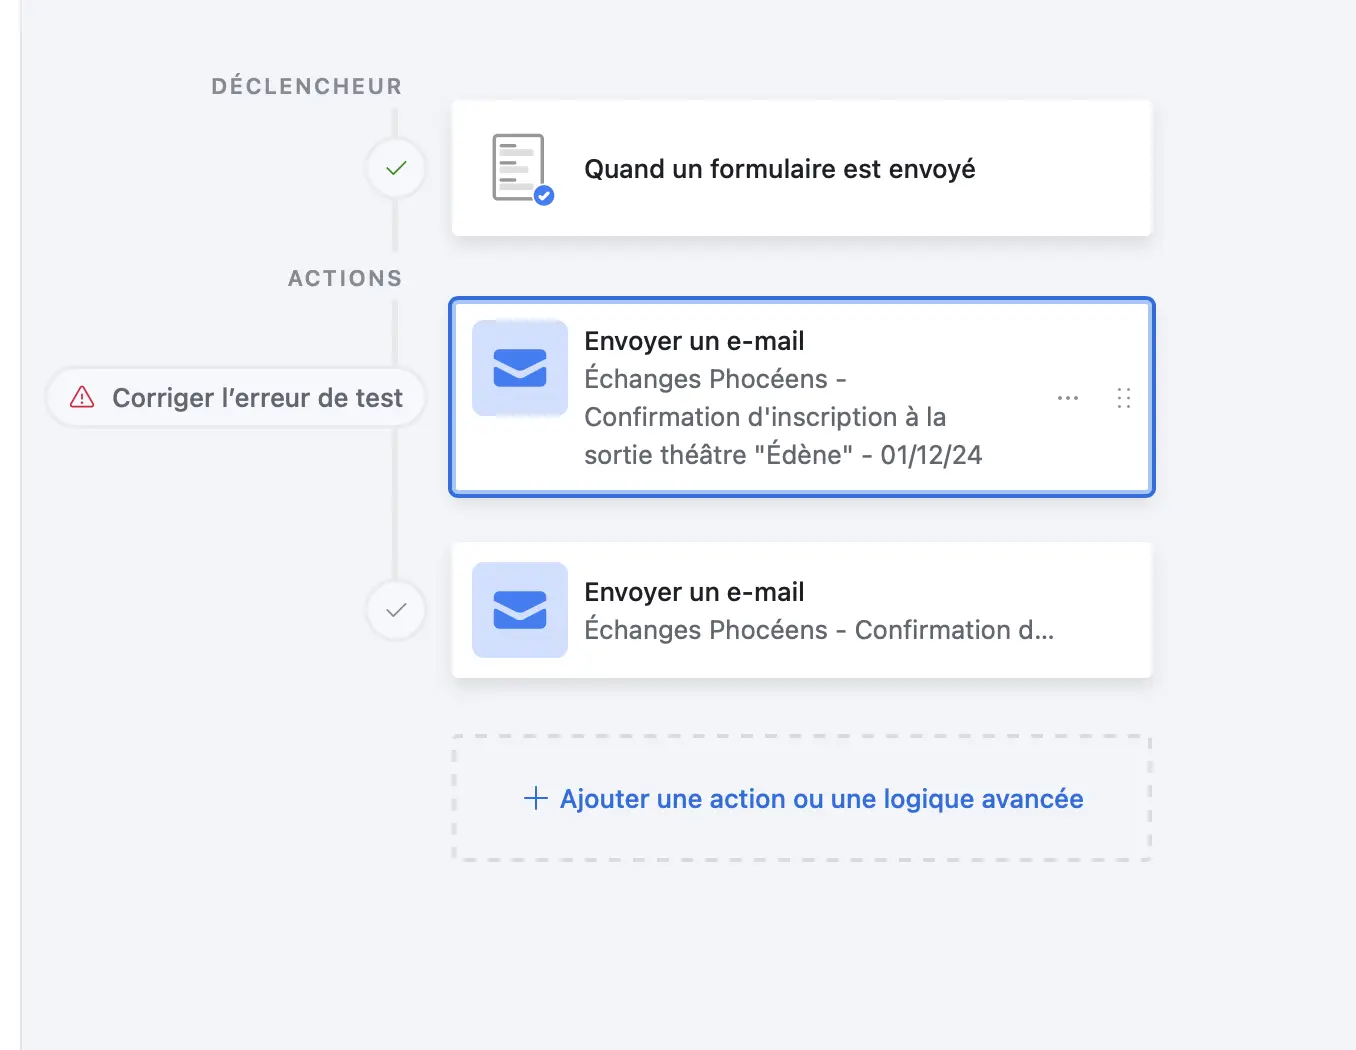 DÉCLENCHEUR
Quand un formulaire est envoyé
ACTIONS
Corriger l’erreur de test
Envoyer un e-mail
Échanges Phocéens -
Confirmation d'inscription à la
sortie théâtre "Édène" - 01/12/24
Envoyer un e-mail
Échanges Phocéens - Confirmation d...
Ajouter une action ou une logique avancée